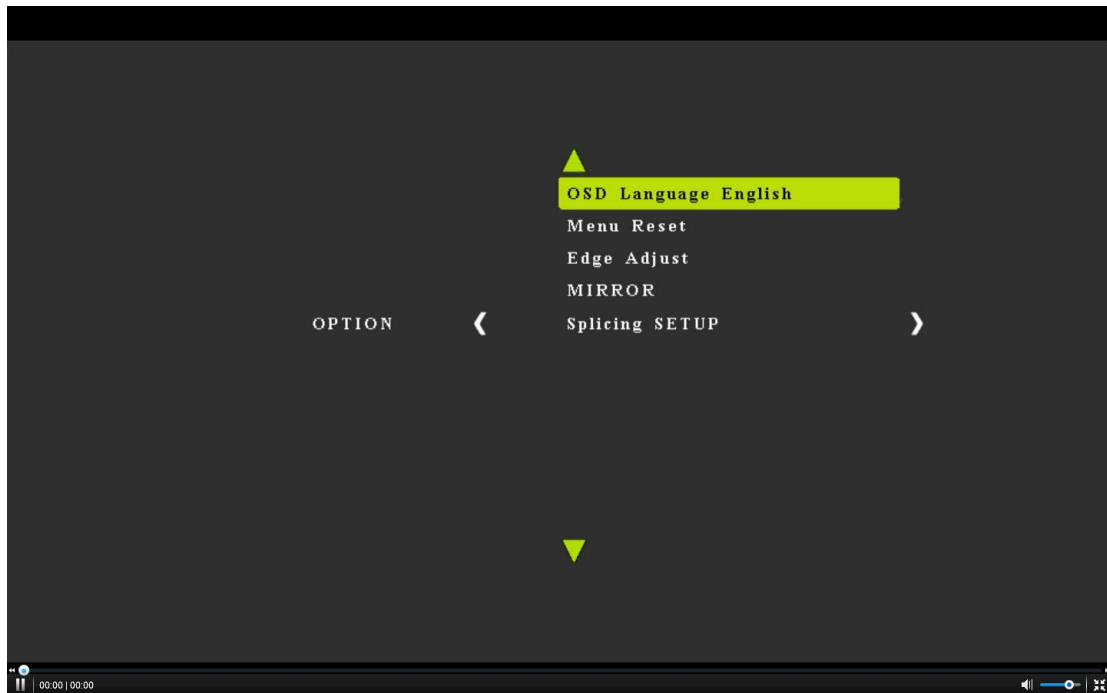 OSD Language English
Menu Reset
Edge Adjust
MIRROR
OPTION
Splicing SETUP
00:00 | 00:00